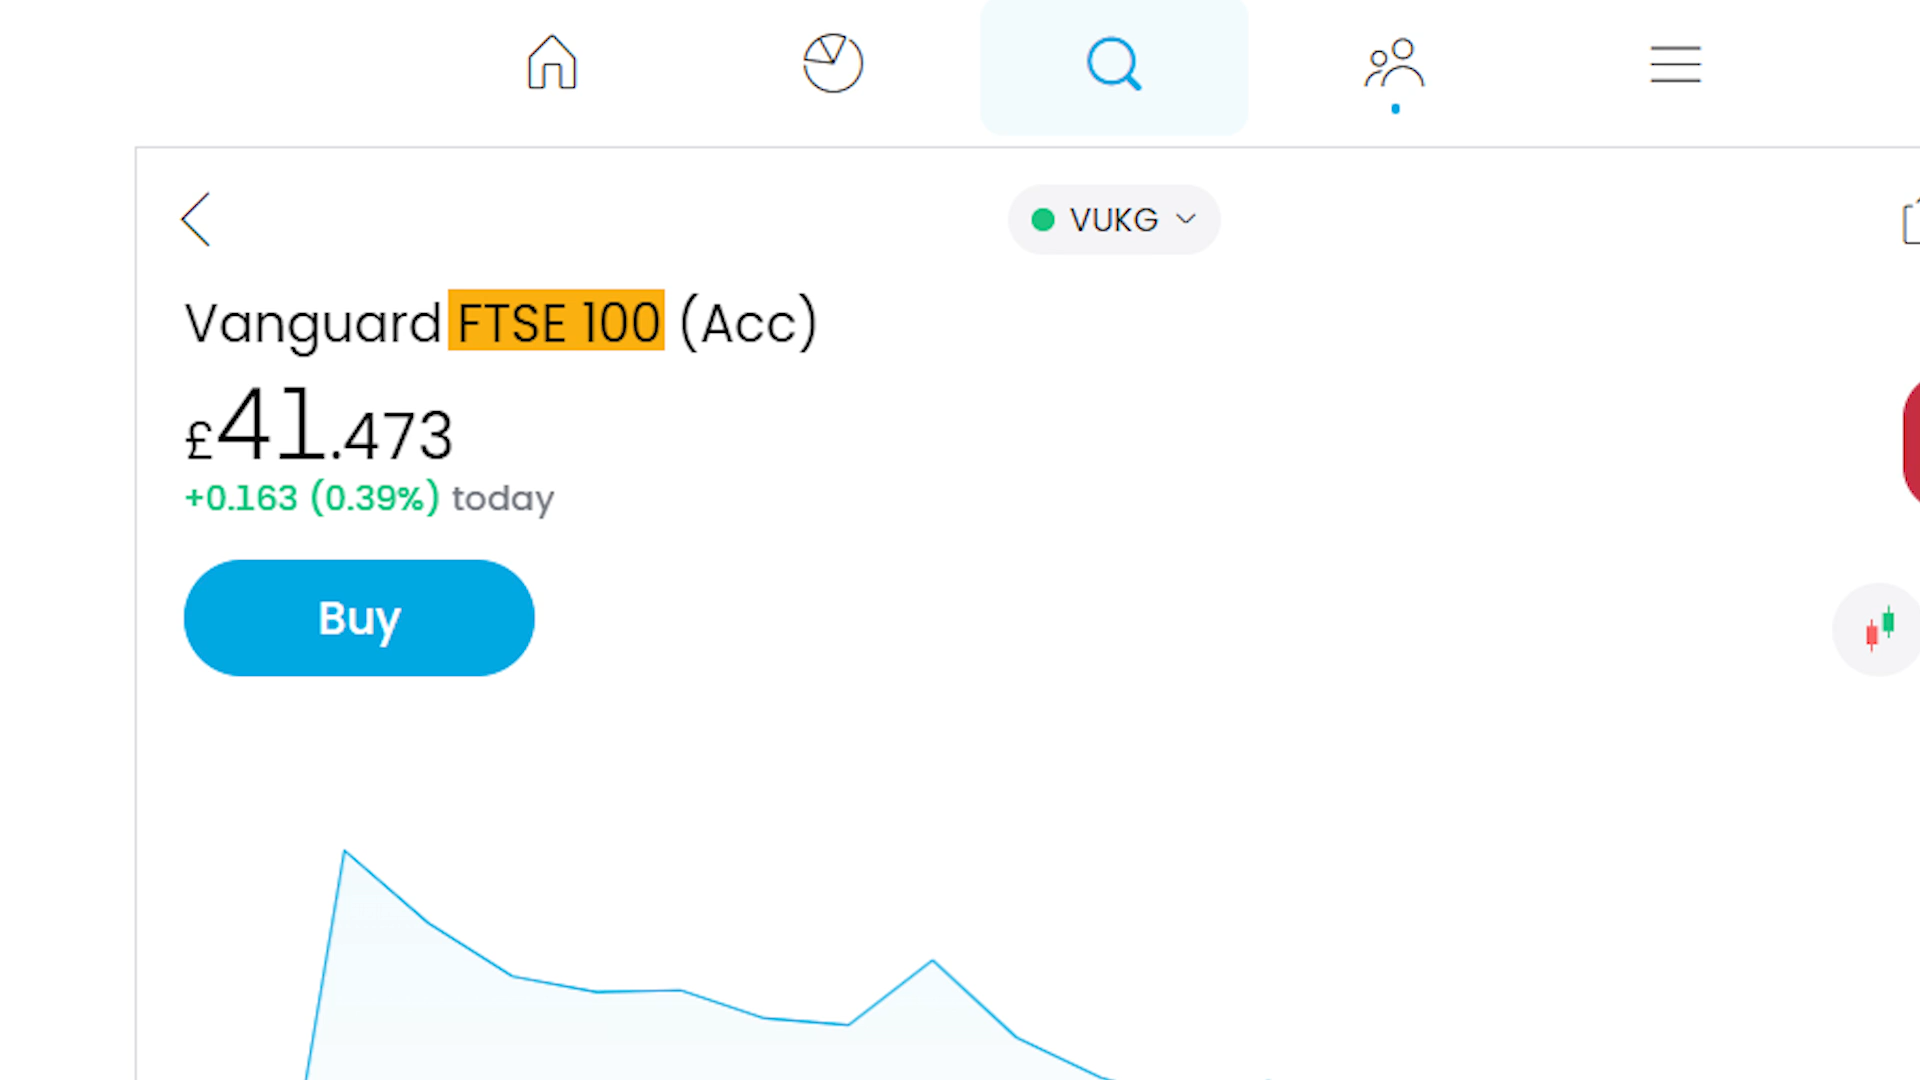 VUKG
Vanguard FTSE 100 (Acc)
£41.473
+0.163 (0.39%) today
Buy